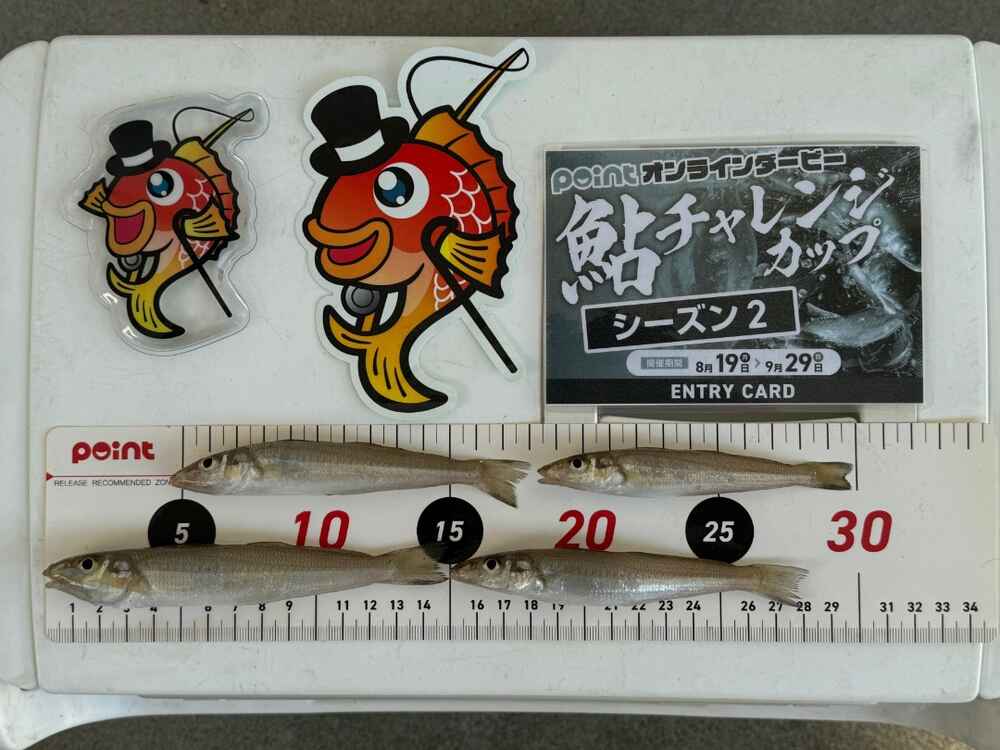 point オンラインダービー
鮎チャレンジ
カップ
シーズン2
開催期間 8月19日月 > 9月29日日
ENTRY CARD
point
RELEASE RECOMMENDED ZON
5 10 15 20 25 30
1 2 3 4 6 7 8 9 11 12 13 14 16 17 18 19 21 22 23 24 26 27 28 29 31 32 33 34